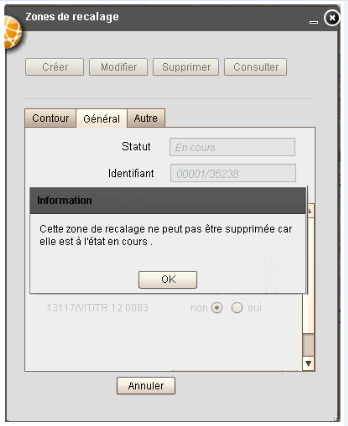 Zones de recalage
Créer Modifier Supprimer Consulter
Contour Général Autre
Statut En cours
Identifiant 00001/35238
Information
Cette zone de recalage ne peut pas être supprimée car
elle est à l'état en cours .
OK
13117/VIT/TR 12 0083 non oui
Annuler